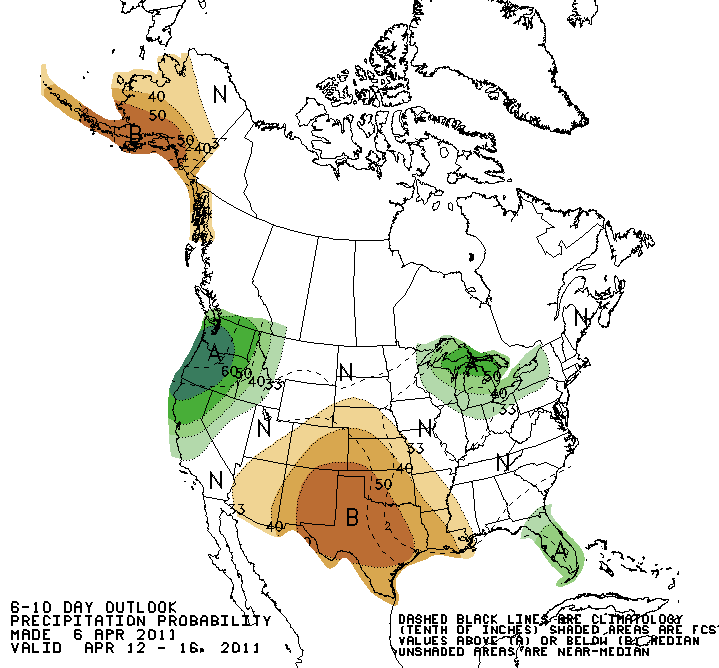 N
40
50
B
50
40
3
N
A
60
50
40
33
N
A
50
40
33
N
N
33
40
50
N
N
B
33
40
A
6-10 DAY OUTLOOK
PRECIPITATION PROBABILITY
MADE 6 APR 2011
VALID APR 12 - 16, 2011
DASHED BLACK LINES ARE CLIMATOLOGY
(TENTH OF INCHES) SHADED AREAS ARE FCST
VALUES ABOVE (A) OR BELOW (B) MEDIAN
UNSHADED AREAS ARE NEAR-MEDIAN